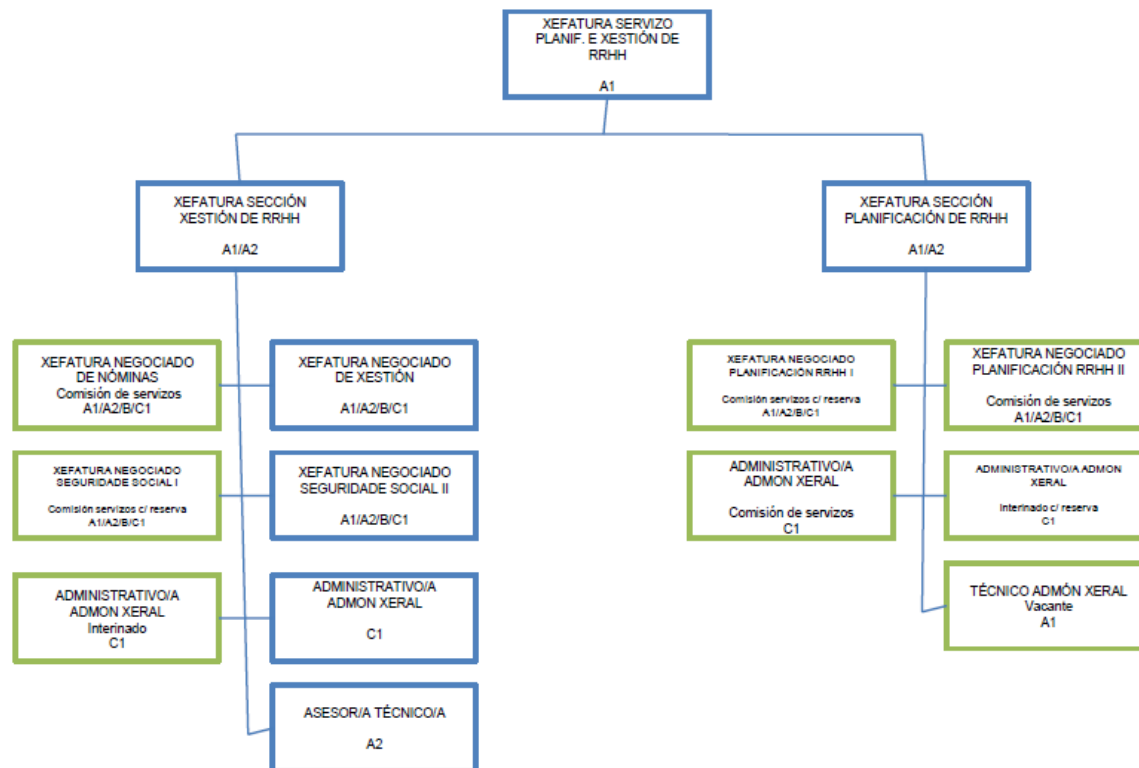 XEFATURA SERVIZO
PLANIF. E XESTIÓN DE
RRHH
A1
XEFATURA SECCIÓN
XESTIÓN DE RRHH
A1/A2
XEFATURA SECCIÓN
PLANIFICACIÓN DE RRHH
A1/A2
XEFATURA NEGOCIADO
DE NÓMINAS
Comisión de servizos
A1/A2/B/C1
XEFATURA NEGOCIADO
DE XESTIÓN
A1/A2/B/C1
XEFATURA NEGOCIADO
PLANIFICACIÓN RRHH I
Comisión servizos c/ reserva
A1/A2/B/C1
XEFATURA NEGOCIADO
PLANIFICACIÓN RRHH II
Comisión de servizos
A1/A2/B/C1
XEFATURA NEGOCIADO
SEGURIDADE SOCIAL I
Comisión servizos c/ reserva
A1/A2/B/C1
XEFATURA NEGOCIADO
SEGURIDADE SOCIAL II
A1/A2/B/C1
ADMINISTRATIVO/A
ADMON XERAL
Comisión de servizos
C1
ADMINISTRATIVO/A ADMON
XERAL
Interinado c/ reserva
C1
ADMINISTRATIVO/A
ADMON XERAL
Interinado
C1
ADMINISTRATIVO/A
ADMON XERAL
C1
TÉCNICO ADMÓN XERAL
Vacante
A1
ASESOR/A TÉCNICO/A
A2